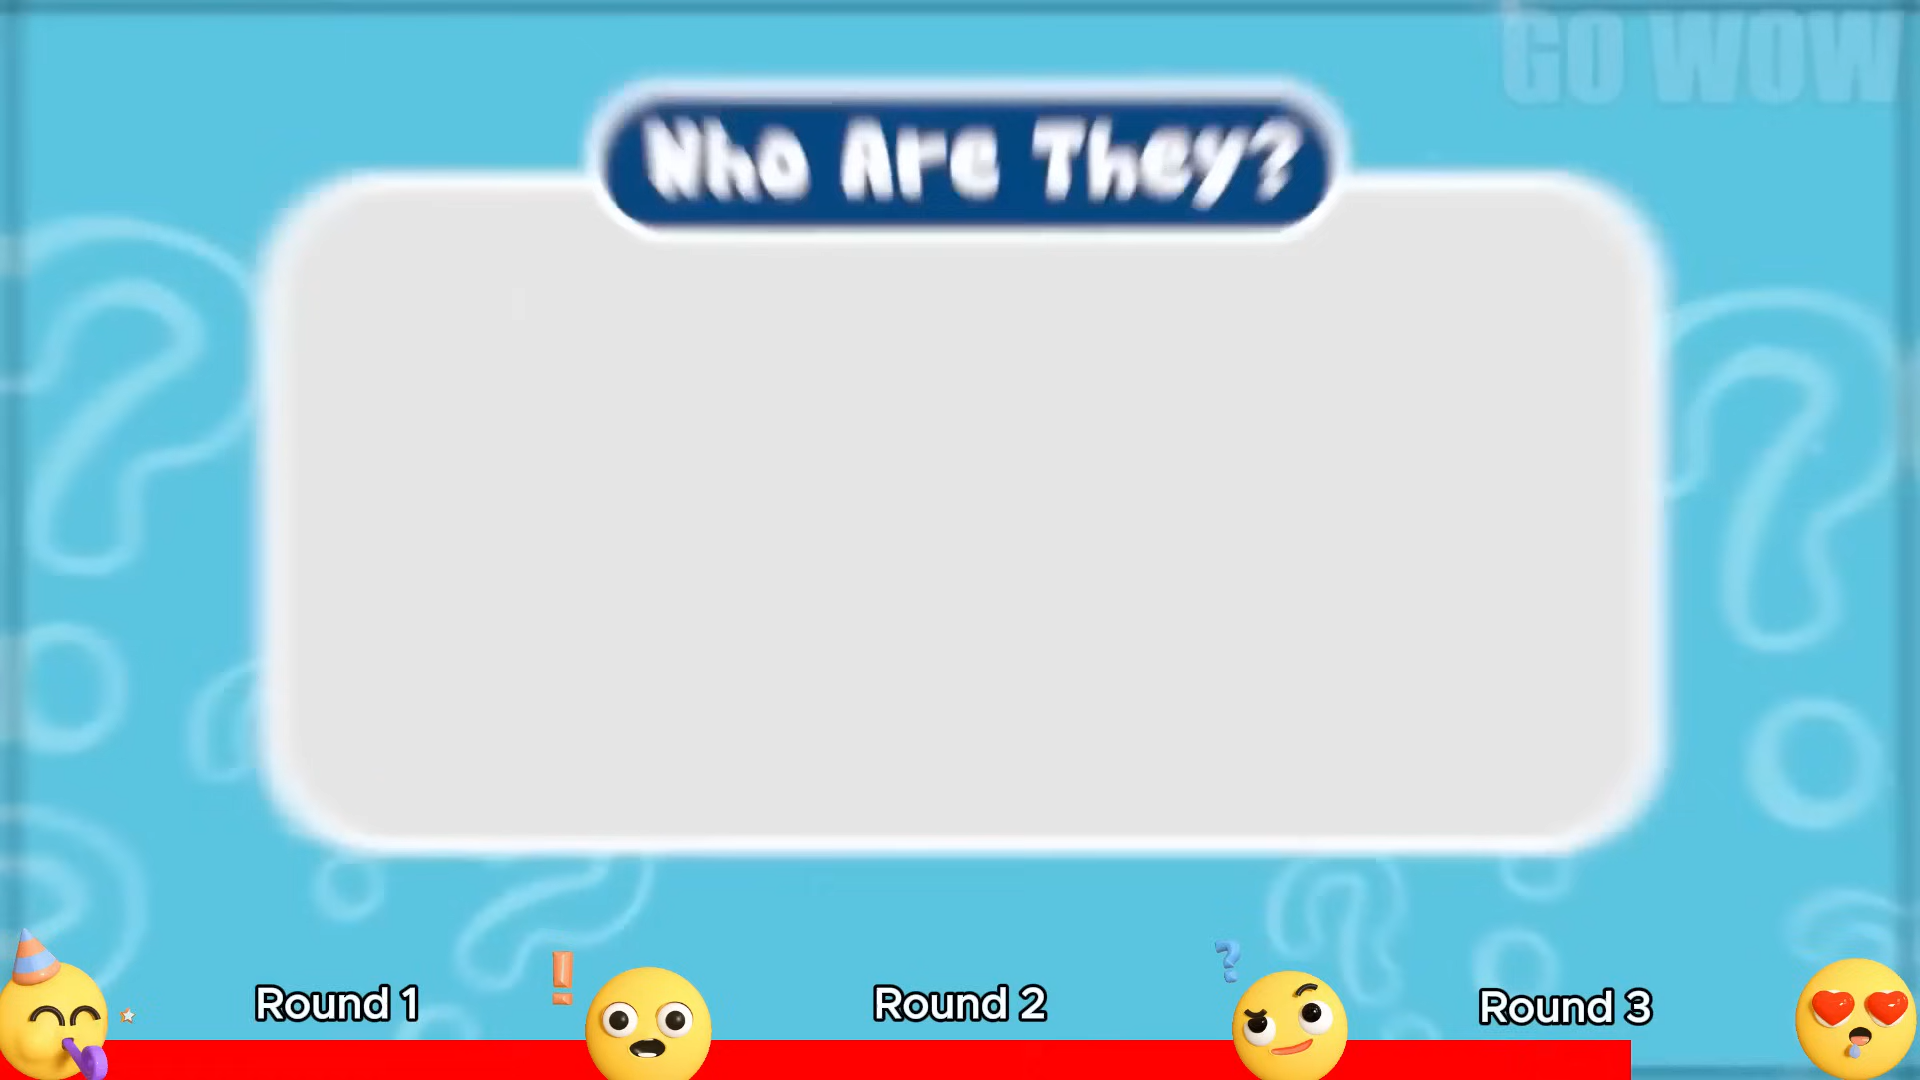 GO WOW
Who Are They?
Round 1
Round 2
Round 3